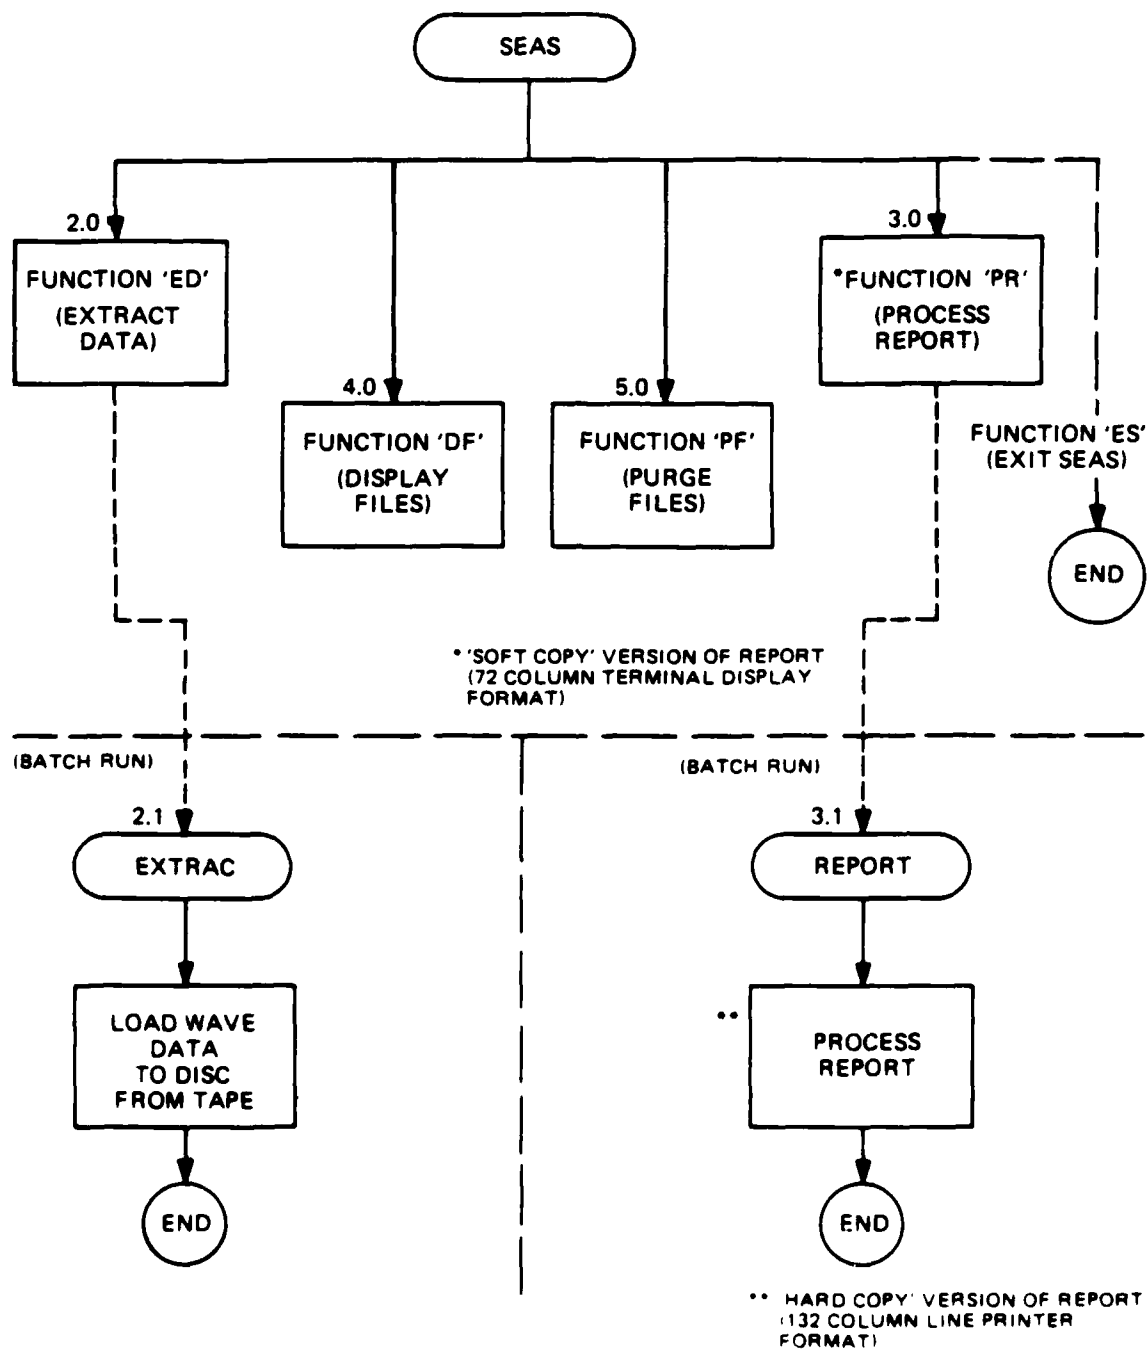 SEAS
2.0
FUNCTION 'ED'
(EXTRACT
DATA)
4.0
FUNCTION 'DF'
(DISPLAY
FILES)
5.0
FUNCTION 'PF'
(PURGE
FILES)
3.0
*FUNCTION 'PR'
(PROCESS
REPORT)
FUNCTION 'ES'
(EXIT SEAS)
END
* 'SOFT COPY' VERSION OF REPORT
(72 COLUMN TERMINAL DISPLAY
FORMAT)
(BATCH RUN)
2.1
EXTRAC
LOAD WAVE
DATA
TO DISC
FROM TAPE
END
(BATCH RUN)
3.1
REPORT
**
PROCESS
REPORT
END
** HARD COPY' VERSION OF REPORT
(132 COLUMN LINE PRINTER
FORMAT)